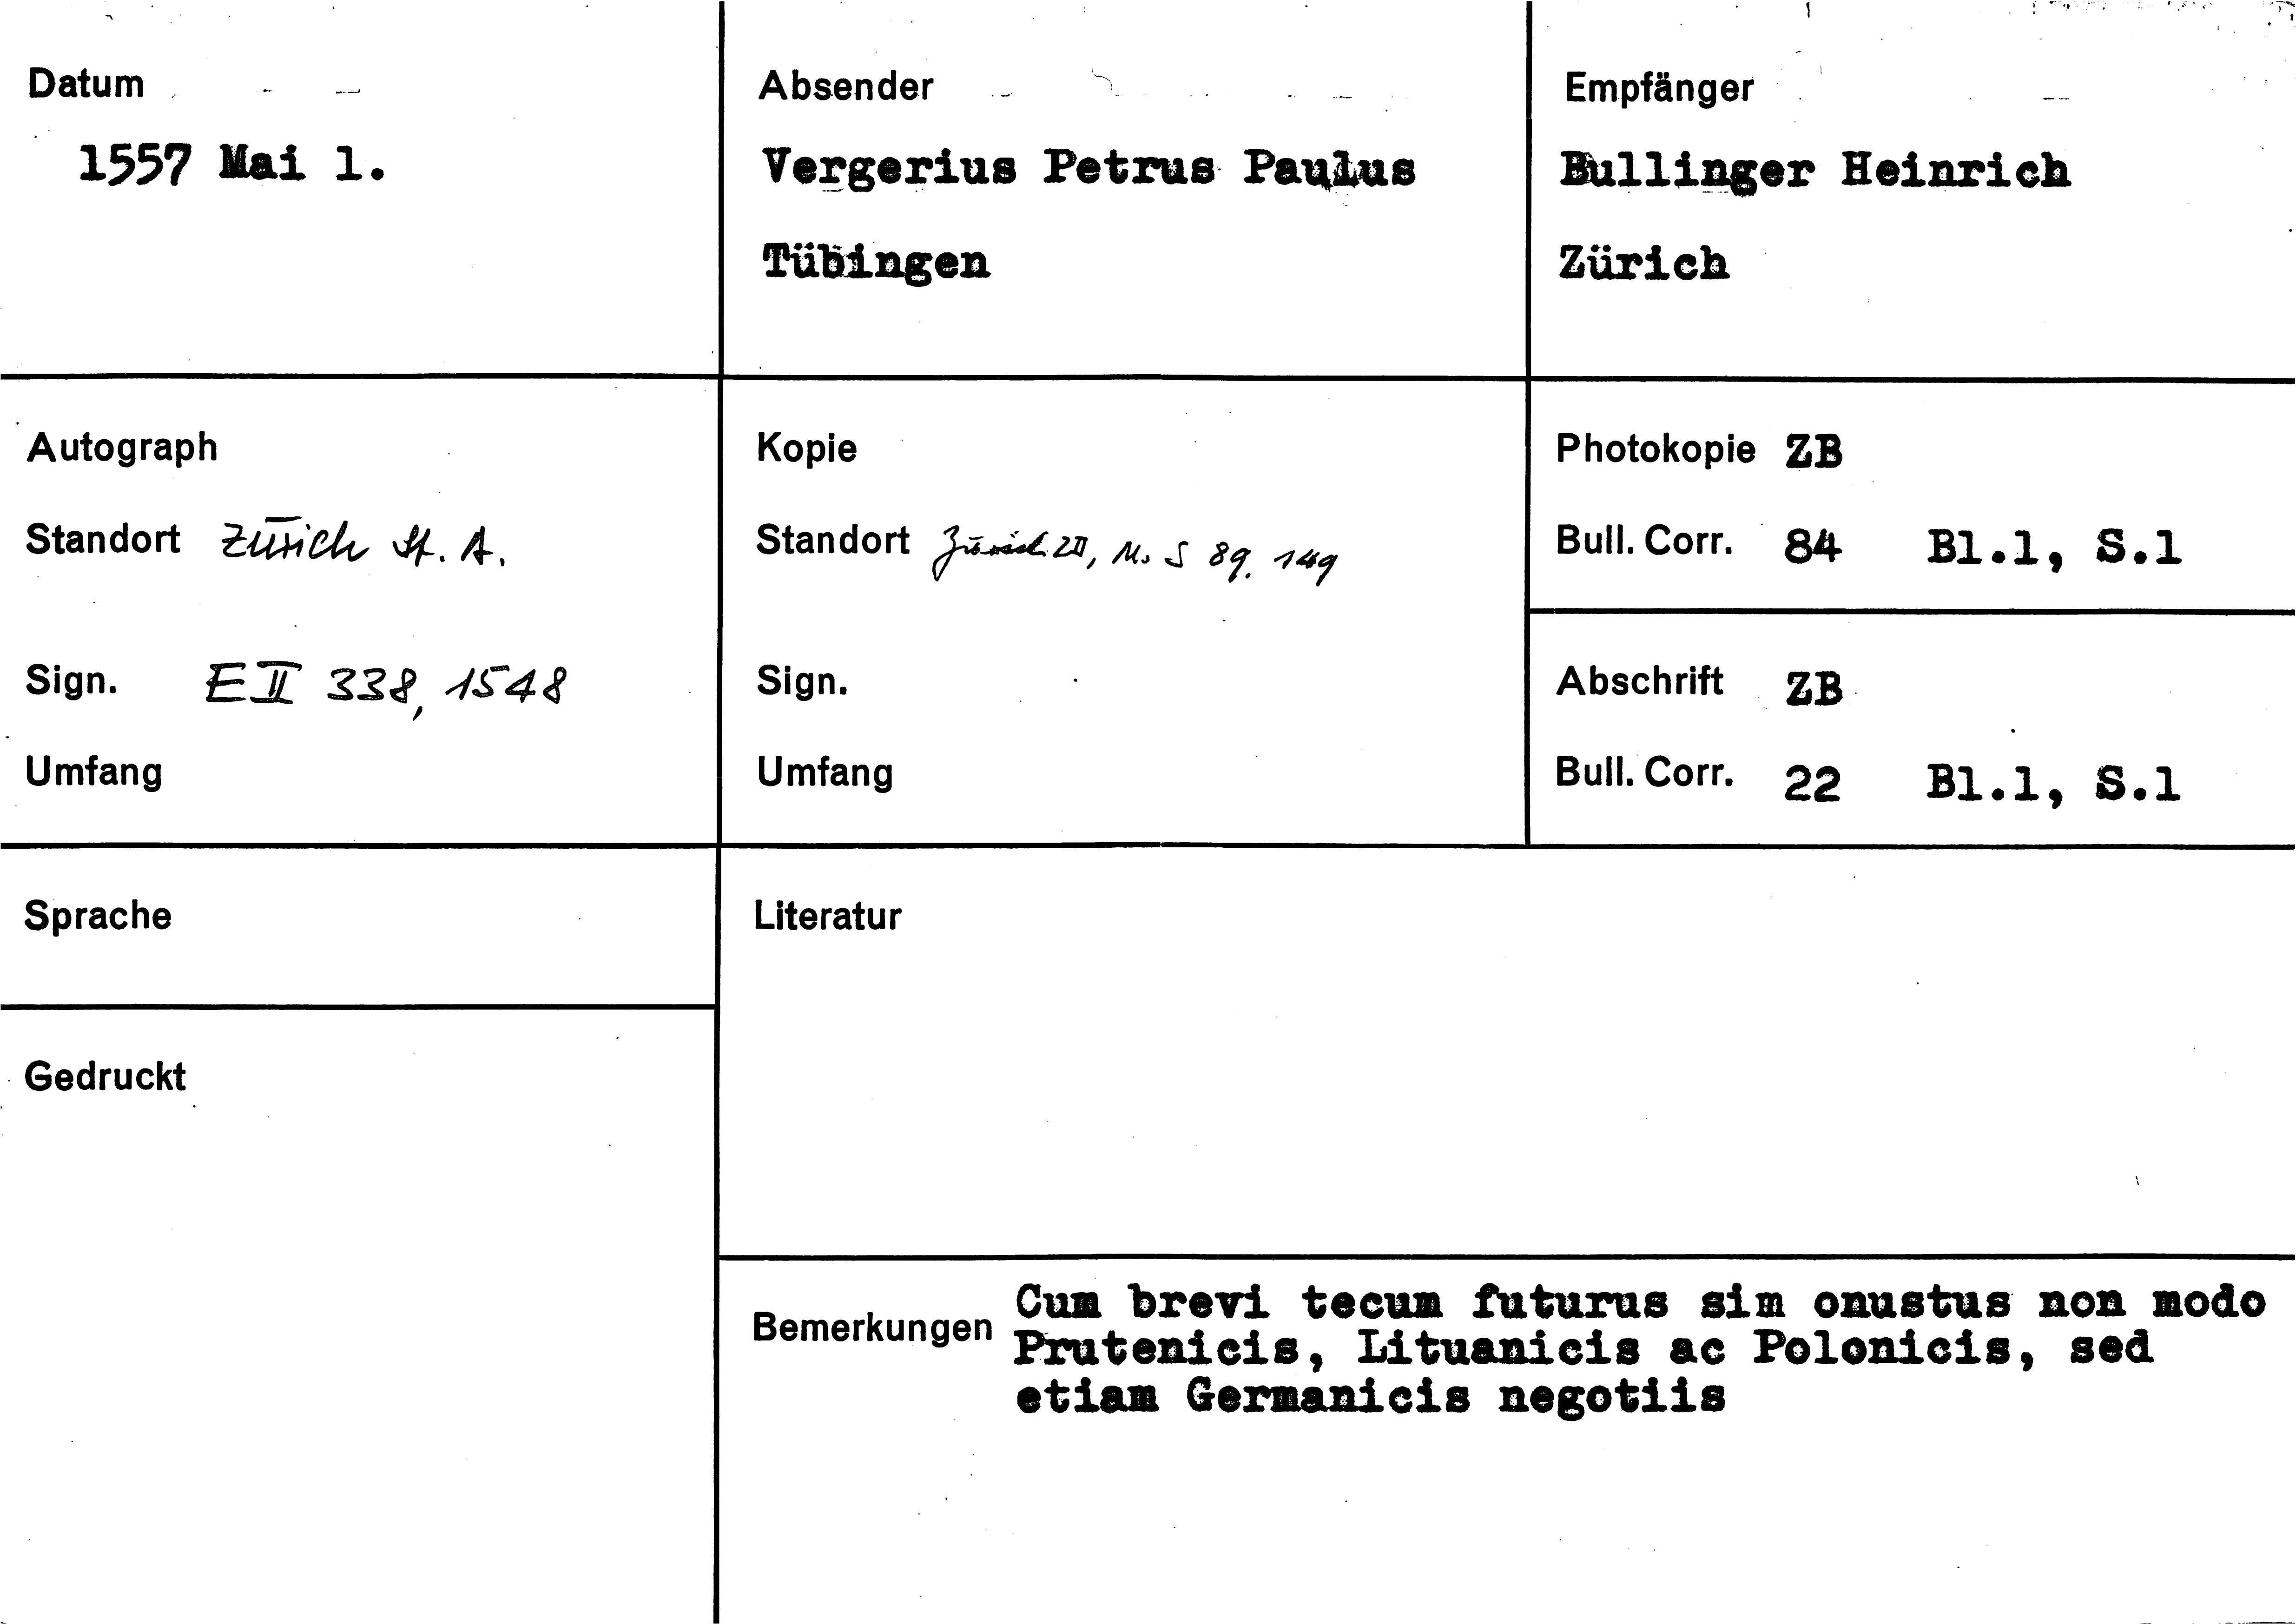 Datum
1557 Mai 1.
Absender
Vergerius Petrus Paulus
Tübingen
Empfänger
Bullinger Heinrich
Zürich
Autograph
Standort Zürich St. A.
Sign. E II 338, 1548
Umfang
Kopie
Standort Zürich ZB, Ms S 89, 149
Sign.
Umfang
Photokopie ZB
Bull. Corr. 84 Bl.1, S.1
Abschrift ZB
Bull. Corr. 22 Bl.1, S.1
Sprache
Gedruckt
Literatur
Bemerkungen
Cum brevi tecum futurus sim onustus non modo
Prutenicis, Lituanicis ac Polonicis, sed
etiam Germanicis negotiis